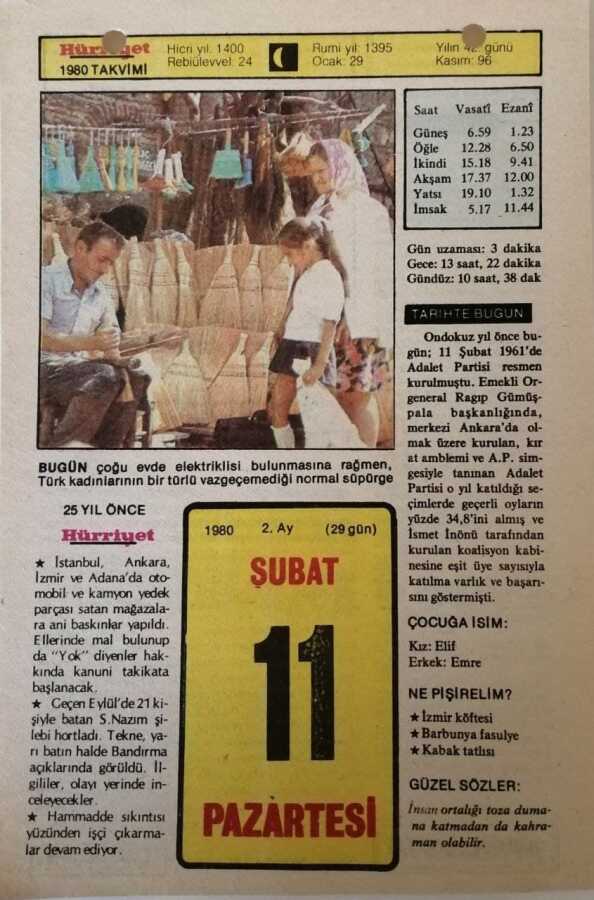 Hürriyet
1980 TAKVİMİ
Hicri yıl. 1400
Rebiülevvel: 24
Rumi yıl: 1395
Ocak: 29
Yılın 42. günü
Kasım: 96
Saat Vasatî Ezanî
Güneş 6.59 1.23
Öğle 12.28 6.50
İkindi 15.18 9.41
Akşam 17.37 12.00
Yatsı 19.10 1.32
İmsak 5.17 11.44
Gün uzaması: 3 dakika
Gece: 13 saat, 22 dakika
Gündüz: 10 saat, 38 dak
BUGÜN çoğu evde elektriklisi bulunmasına rağmen,
Türk kadınlarının bir türlü vazgeçemediği normal süpürge
25 YIL ÖNCE
Hürriyet
★ İstanbul, Ankara,
İzmir ve Adana'da oto-
mobil ve kamyon yedek
parçası satan mağazala-
ra ani baskınlar yapıldı.
Ellerinde mal bulunup
da "Yok" diyenler hak-
kında kanuni takikata
başlanacak.
★ Geçen Eylül'de 21 ki-
şiyle batan S.Nazım şi-
lebi hortladı. Tekne, ya-
rı batın halde Bandırma
açıklarında görüldü. İl-
gililer, olayı yerinde in-
celeyecekler.
★ Hammadde sıkıntısı
yüzünden işçi çıkarma-
lar devam ediyor.
1980 2. Ay (29 gün)
ŞUBAT
11
PAZARTESİ
TARİHTE BUGÜN
Ondokuz yıl önce bu-
gün; 11 Şubat 1961'de
Adalet Partisi resmen
kurulmuştu. Emekli Or-
general Ragıp Gümüş-
pala başkanlığında,
merkezi Ankara'da ol-
mak üzere kurulan, kır
at amblemi ve A.P. sim-
gesiyle tanınan Adalet
Partisi o yıl katıldığı se-
çimlerde geçerli oyların
yüzde 34,8'ini almış ve
İsmet İnönü tarafından
kurulan koalisyon kabi-
nesine eşit üye sayısıyla
katılma varlık ve başarı-
sını göstermişti.
ÇOCUĞA İSİM:
Kız: Elif
Erkek: Emre
NE PİŞİRELİM?
★ İzmir köftesi
★ Barbunya fasulye
★ Kabak tatlısı
GÜZEL SÖZLER:
İnsan ortalığı toza duma-
na katmadan da kahra-
man olabilir.